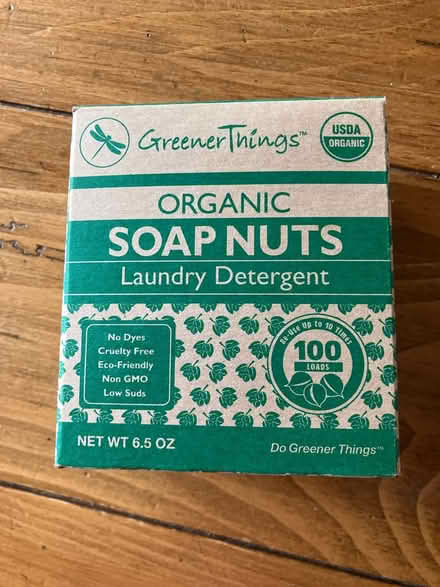 GreenerThings™
USDA
ORGANIC
ORGANIC
SOAP NUTS
Laundry Detergent
No Dyes
Cruelty Free
Eco-Friendly
Non GMO
Low Suds
Re-Use Up to 10 Times
100
LOADS
NET WT 6.5 OZ
Do Greener Things™